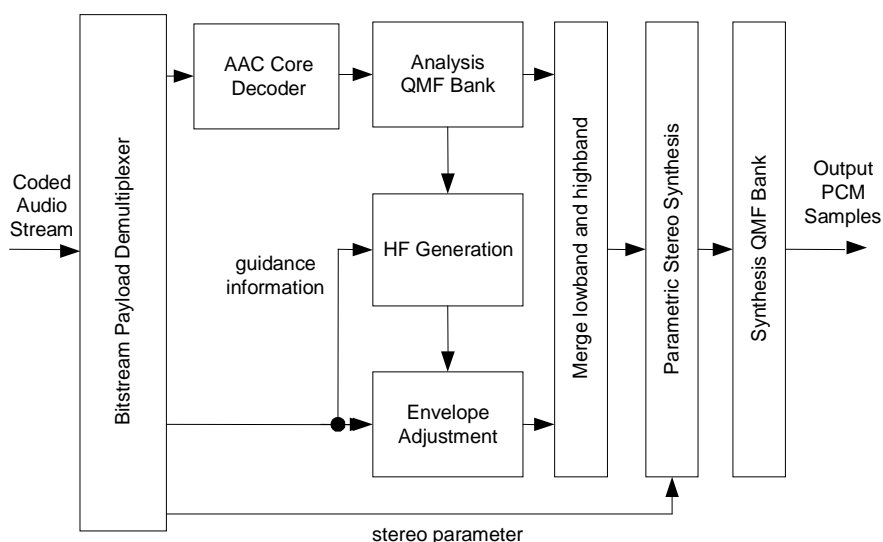 Coded
Audio
Stream
Bitstream Payload Demultiplexer
AAC Core
Decoder
Analysis
QMF Bank
HF Generation
guidance
information
Envelope
Adjustment
Merge lowband and highband
Parametric Stereo Synthesis
Synthesis QMF Bank
Output
PCM
Samples
stereo parameter